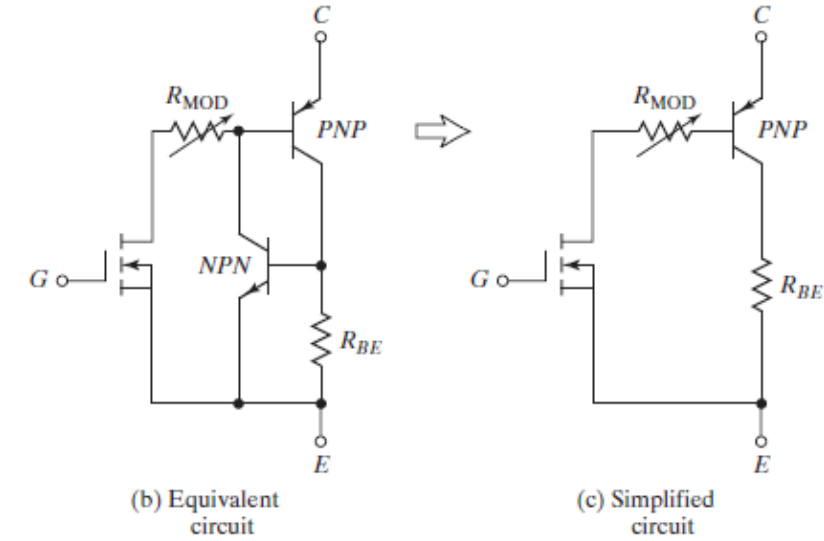 C
R_MOD
PNP
G
NPN
R_BE
E
(b) Equivalent
circuit
C
R_MOD
PNP
G
R_BE
E
(c) Simplified
circuit